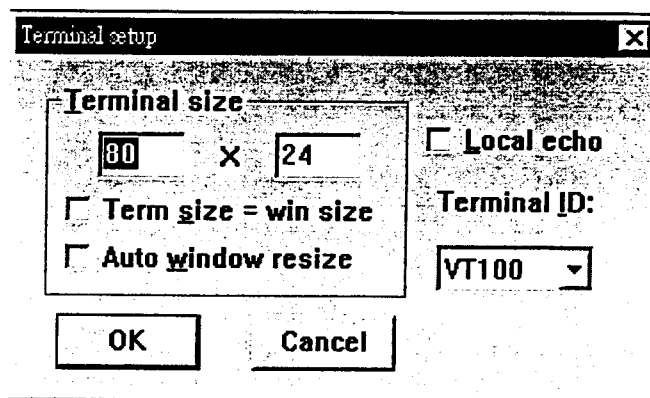 Terminal setup
Terminal size
80 X 24
Term size = win size
Auto window resize
Local echo
Terminal ID:
VT100
OK Cancel